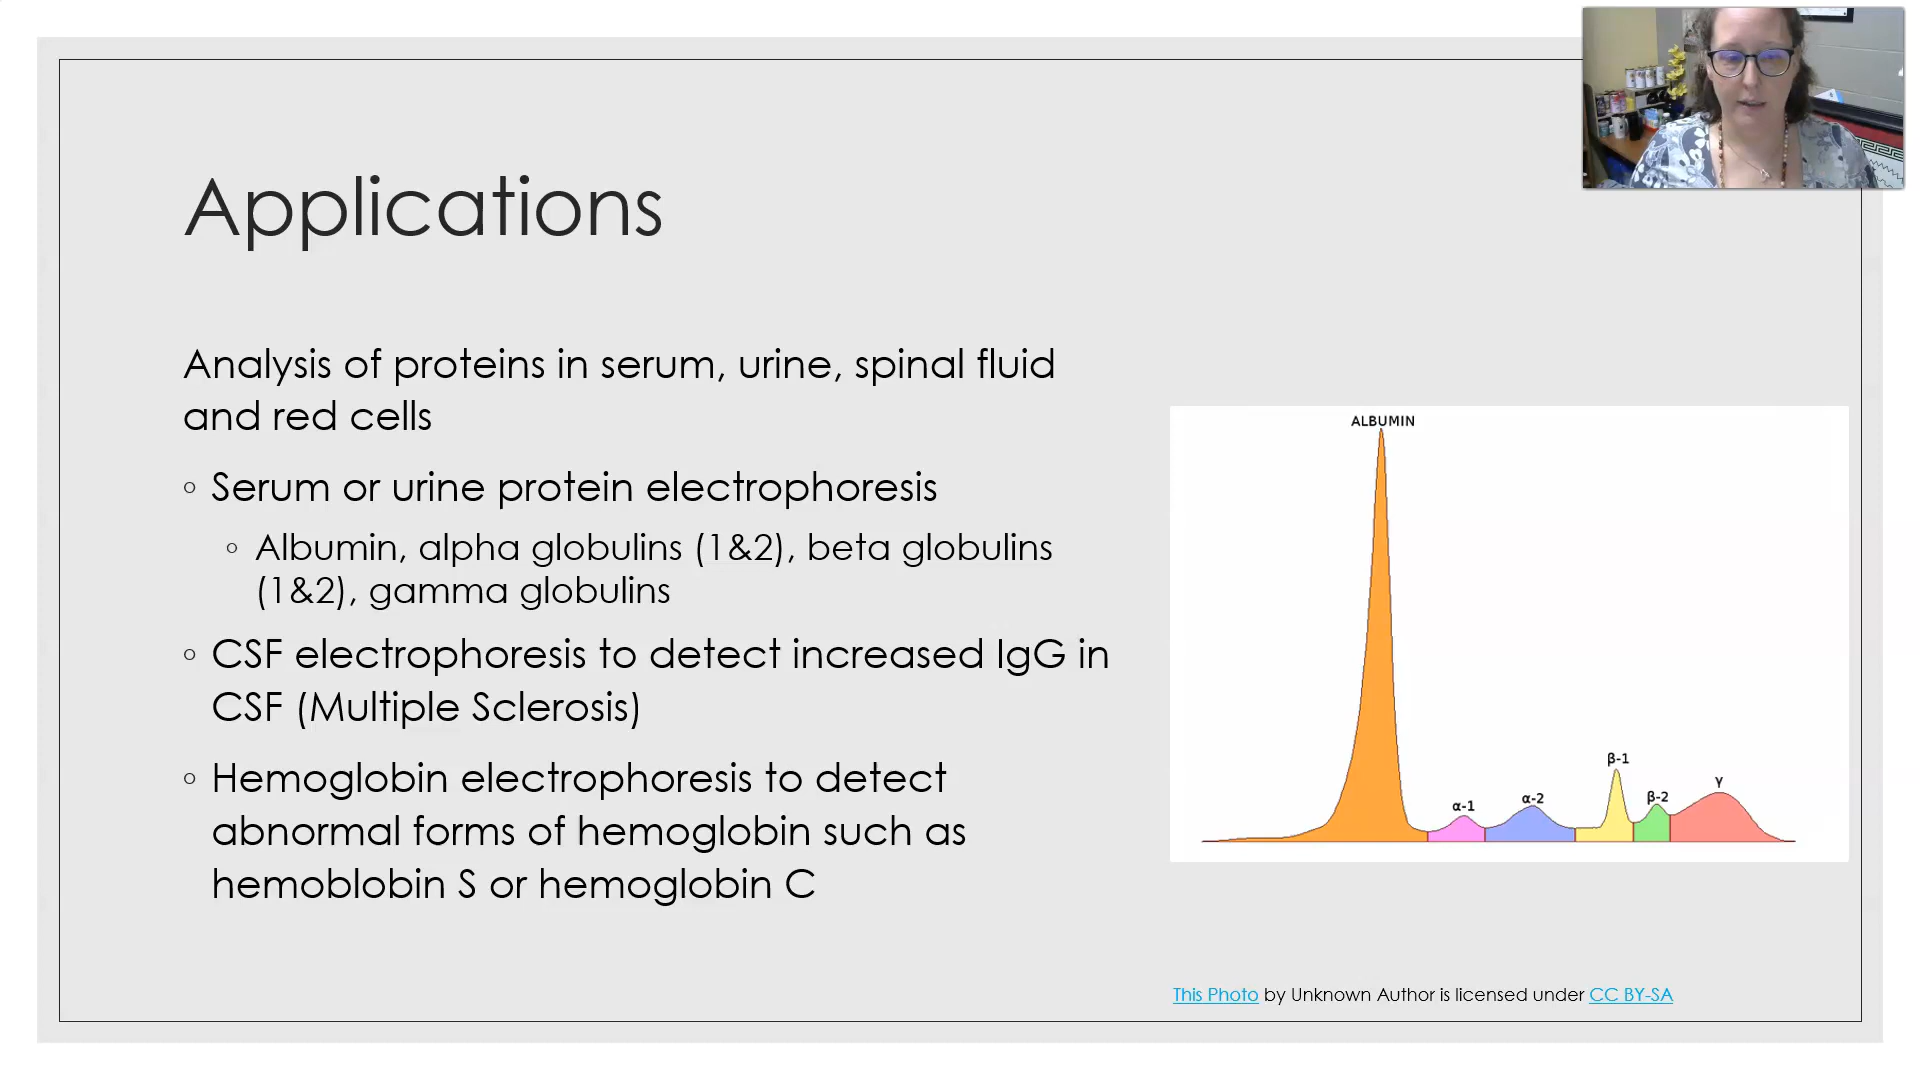 Applications
Analysis of proteins in serum, urine, spinal fluid
and red cells
◦ Serum or urine protein electrophoresis
◦ Albumin, alpha globulins (1&2), beta globulins
(1&2), gamma globulins
◦ CSF electrophoresis to detect increased IgG in
CSF (Multiple Sclerosis)
◦ Hemoglobin electrophoresis to detect
abnormal forms of hemoglobin such as
hemoblobin S or hemoglobin C
ALBUMIN
α-1
α-2
β-1
β-2
γ
This Photo by Unknown Author is licensed under CC BY-SA